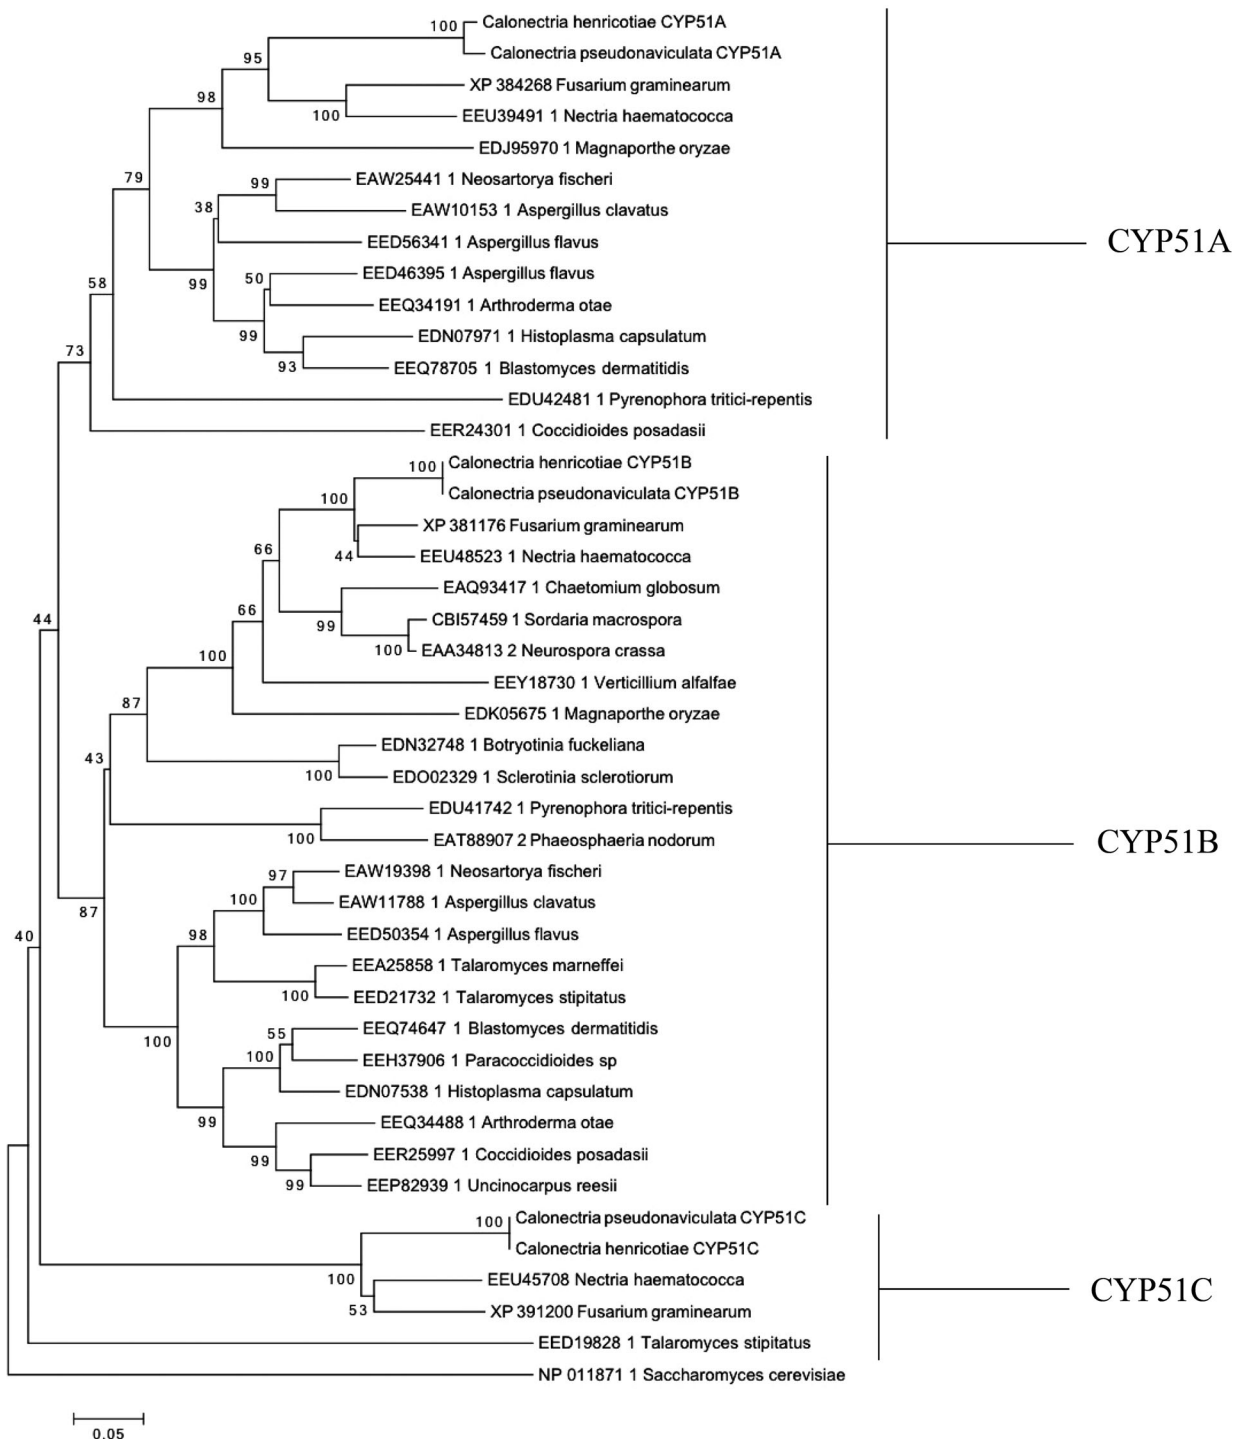 100 Calonectria henricotiae CYP51A
Calonectria pseudonaviculata CYP51A
95
XP 384268 Fusarium graminearum
98
100 EEU39491 1 Nectria haematococca
EDJ95970 1 Magnaporthe oryzae
79
99 EAW25441 1 Neosartorya fischeri
38 EAW10153 1 Aspergillus clavatus
EED56341 1 Aspergillus flavus
CYP51A
58 99 50 EED46395 1 Aspergillus flavus
EEQ34191 1 Arthroderma otae
99 EDN07971 1 Histoplasma capsulatum
73
93 EEQ78705 1 Blastomyces dermatitidis
EDU42481 1 Pyrenophora tritici-repentis
EER24301 1 Coccidioides posadasii
100 Calonectria henricotiae CYP51B
100 Calonectria pseudonaviculata CYP51B
XP 381176 Fusarium graminearum
66 44 EEU48523 1 Nectria haematococca
EAQ93417 1 Chaetomium globosum
66 99 CBI57459 1 Sordaria macrospora
44
100 100 EAA34813 2 Neurospora crassa
EEY18730 1 Verticillium alfalfae
87 EDK05675 1 Magnaporthe oryzae
EDN32748 1 Botryotinia fuckeliana
43
100 EDO02329 1 Sclerotinia sclerotiorum
EDU41742 1 Pyrenophora tritici-repentis
100 EAT88907 2 Phaeosphaeria nodorum
CYP51B
97 EAW19398 1 Neosartorya fischeri
87 100 EAW11788 1 Aspergillus clavatus
40 98 EED50354 1 Aspergillus flavus
EEA25858 1 Talaromyces marneffei
100 EED21732 1 Talaromyces stipitatus
100 55 EEQ74647 1 Blastomyces dermatitidis
100 EEH37906 1 Paracoccidioides sp
EDN07538 1 Histoplasma capsulatum
99 EEQ34488 1 Arthroderma otae
99 EER25997 1 Coccidioides posadasii
99 EEP82939 1 Uncinocarpus reesii
100 Calonectria pseudonaviculata CYP51C
Calonectria henricotiae CYP51C
100 EEU45708 Nectria haematococca
CYP51C
53 XP 391200 Fusarium graminearum
EED19828 1 Talaromyces stipitatus
NP 011871 1 Saccharomyces cerevisiae
0.05